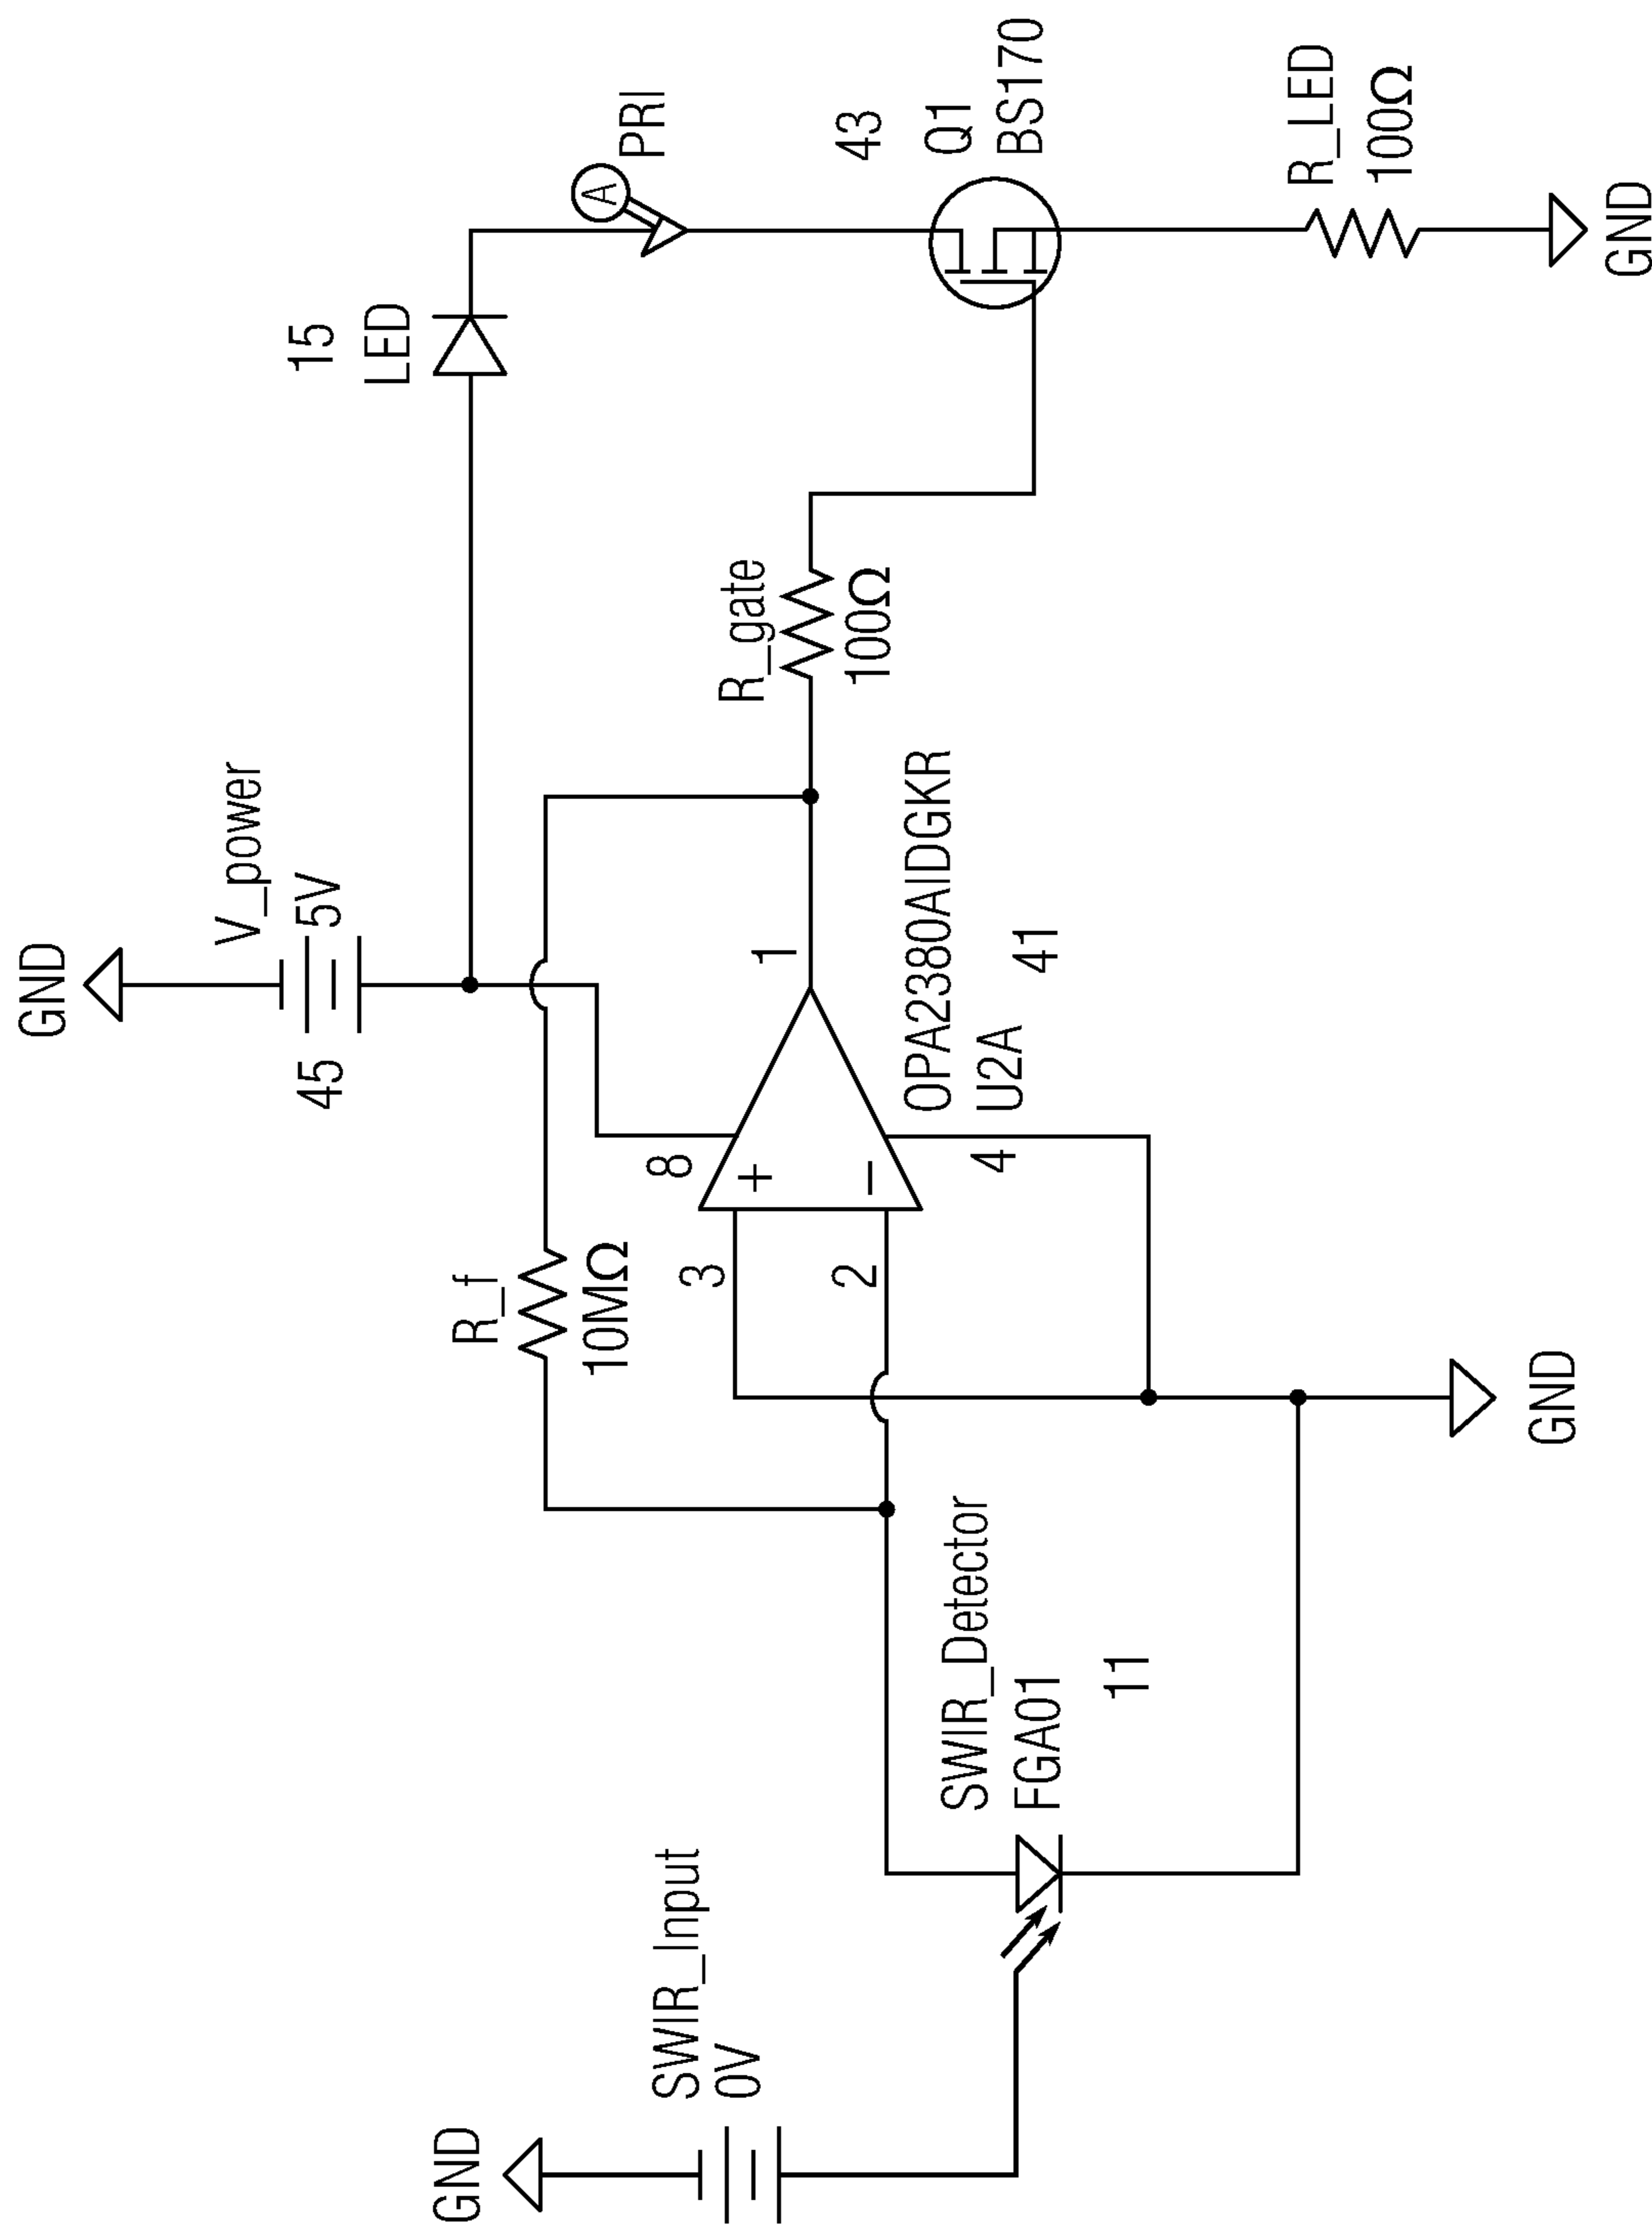 GND
V_power
5V
45
15
LED
A
PRI
43
Q1
BS170
R_LED
100Ω
GND
R_gate
100Ω
R_f
10MΩ
8
+
3
1
2
−
4
OPA2380AIDGKR
U2A
41
GND
SWIR_Input
0V
SWIR_Detector
FGA01
11
GND